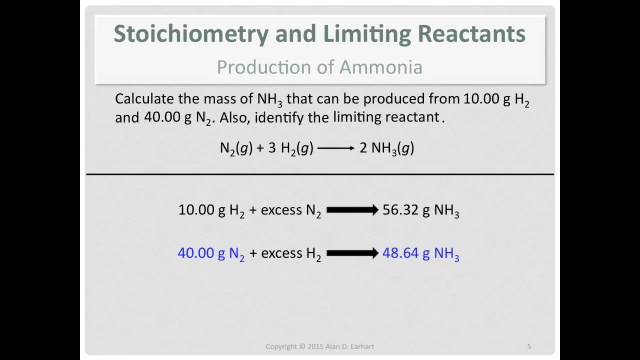 Stoichiometry and Limiting Reactants
Production of Ammonia
Calculate the mass of NH₃ that can be produced from 10.00 g H₂
and 40.00 g N₂. Also, identify the limiting reactant.
N₂(g) + 3 H₂(g) ⟶ 2 NH₃(g)
10.00 g H₂ + excess N₂ ⟶ 56.32 g NH₃
40.00 g N₂ + excess H₂ ⟶ 48.64 g NH₃
Copyright © 2015 Alan D. Earhart
5